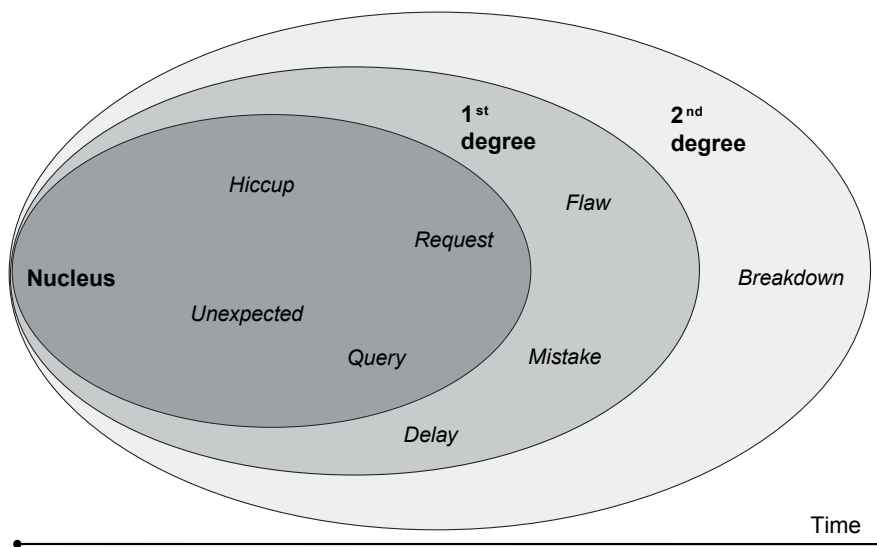 1st
degree
2nd
degree
Hiccup
Flaw
Request
Nucleus
Breakdown
Unexpected
Query
Mistake
Delay
Time